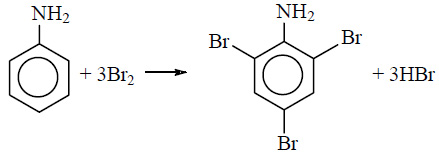 NH₂ NH₂
Br Br
+ 3Br₂ + 3HBr
Br